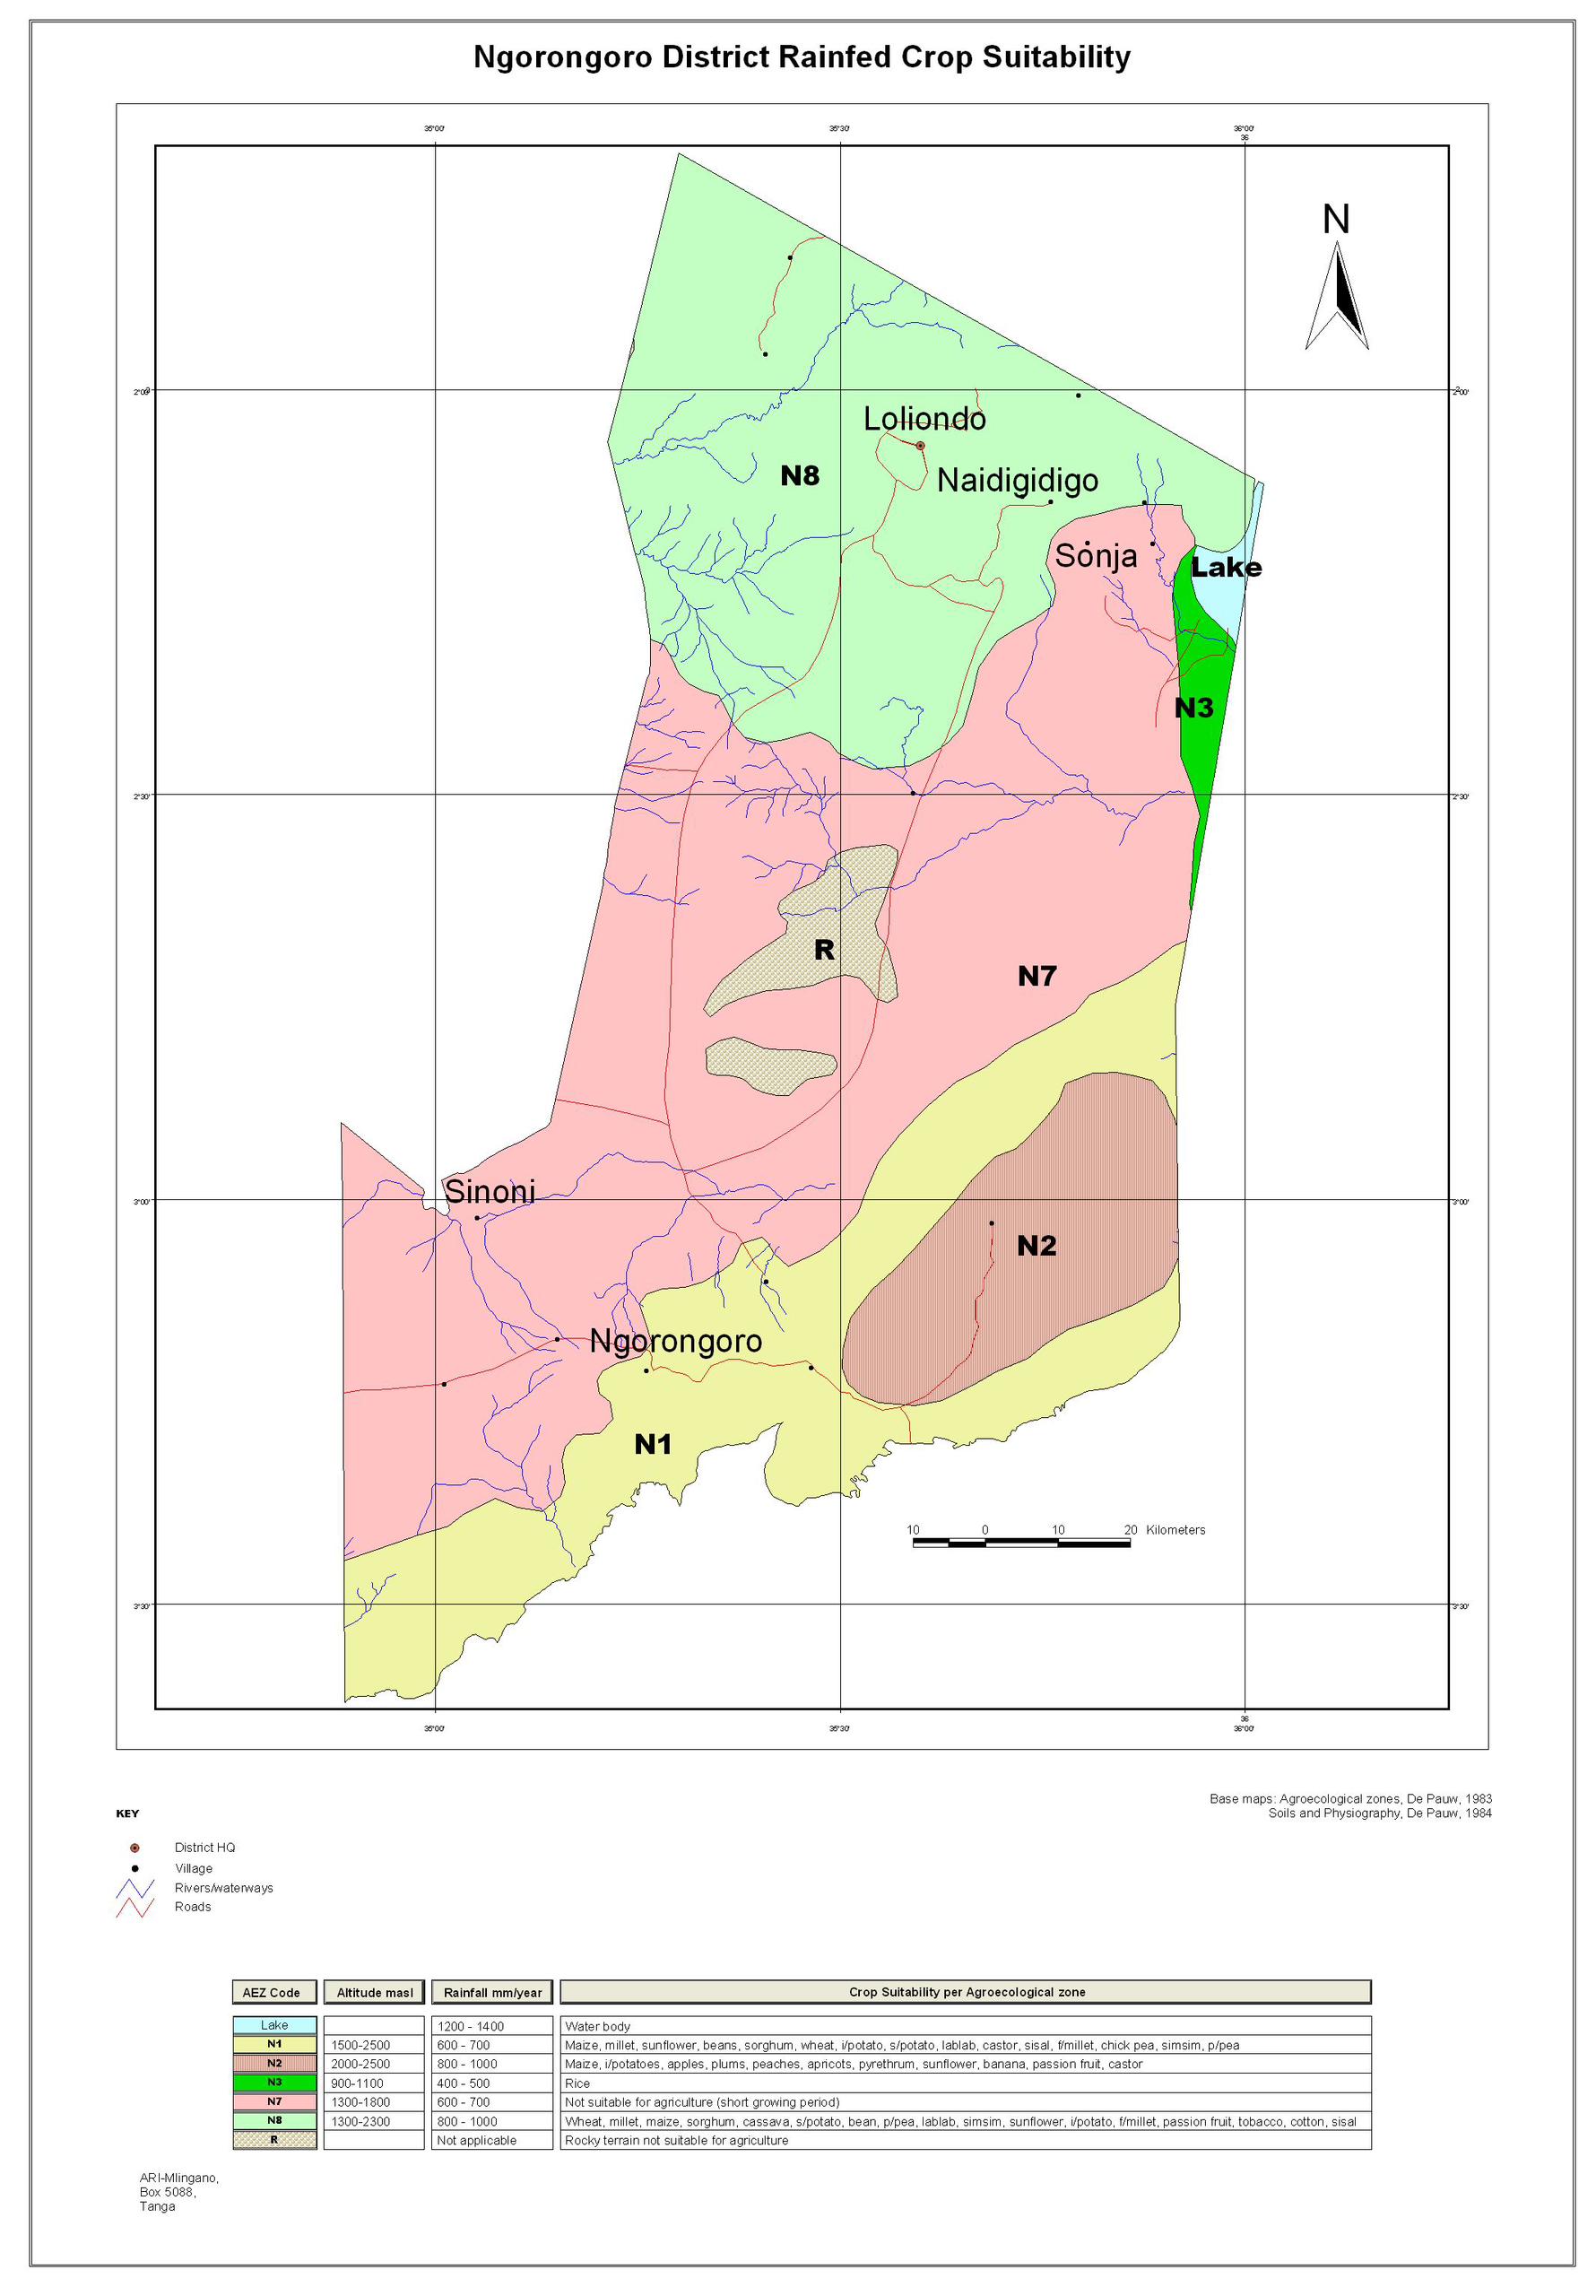 Ngorongoro District Rainfed Crop Suitability
35°00' 35°30' 36°00'
36
N
2°00' 2°00'
Loliondo
N8
Naidigidigo
Sonja
Lake
N3
2°30' 2°30'
R
N7
3°00' 3°00'
Sinoni
N2
Ngorongoro
N1
10 0 10 20 Kilometers
3°30' 3°30'
36
35°00' 35°30' 36°00'
Base maps: Agroecological zones, De Pauw, 1983
Soils and Physiography, De Pauw, 1984
KEY
District HQ
Village
Rivers/waterways
Roads
AEZ Code Altitude masl Rainfall mm/year Crop Suitability per Agroecological zone
Lake 1200 - 1400 Water body
N1 1500-2500 600 - 700 Maize, millet, sunflower, beans, sorghum, wheat, i/potato, s/potato, lablab, castor, sisal, f/millet, chick pea, simsim, p/pea
N2 2000-2500 800 - 1000 Maize, i/potatoes, apples, plums, peaches, apricots, pyrethrum, sunflower, banana, passion fruit, castor
N3 900-1100 400 - 500 Rice
N7 1300-1800 600 - 700 Not suitable for agriculture (short growing period)
N8 1300-2300 800 - 1000 Wheat, millet, maize, sorghum, cassava, s/potato, bean, p/pea, lablab, simsim, sunflower, i/potato, f/millet, passion fruit, tobacco, cotton, sisal
R Not applicable Rocky terrain not suitable for agriculture
ARI-Mlingano,
Box 5088,
Tanga